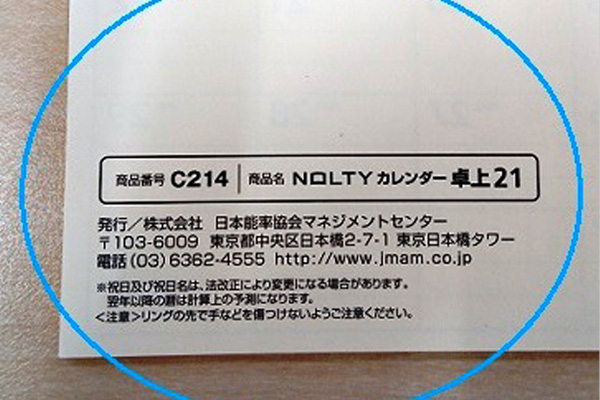 商品番号 C214 商品名 NOLTY カレンダー 卓上21
発行／株式会社 日本能率協会マネジメントセンター
〒103-6009 東京都中央区日本橋2-7-1 東京日本橋タワー
電話(03)6362-4555 http://www.jmam.co.jp
※祝日及び祝日名は、法改正により変更になる場合があります。
翌年以降の暦は計算上の予測になります。
＜注意＞リングの先で手などを傷つけないようご注意ください。